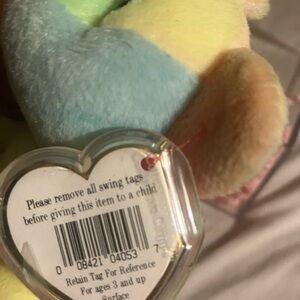 Please remove all swing tags
before giving this item to a child
0 08421 04053 7
Retain Tag For Reference
For ages 3 and up
Surface